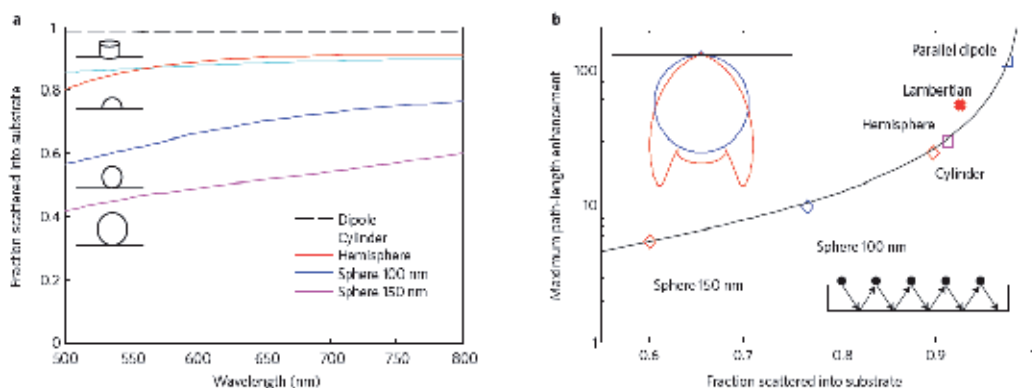 a
Fraction scattered into substrate
1
0.8
0.6
0.4
0.2
0
500
550
600
650
700
750
800
Wavelength (nm)
Dipole
Cylinder
Hemisphere
Sphere 100 nm
Sphere 150 nm
b
Maximum path-length enhancement
100
10
1
0.6
0.7
0.8
0.9
1
Fraction scattered into substrate
Parallel dipole
Lambertian
Hemisphere
Cylinder
Sphere 100 nm
Sphere 150 nm